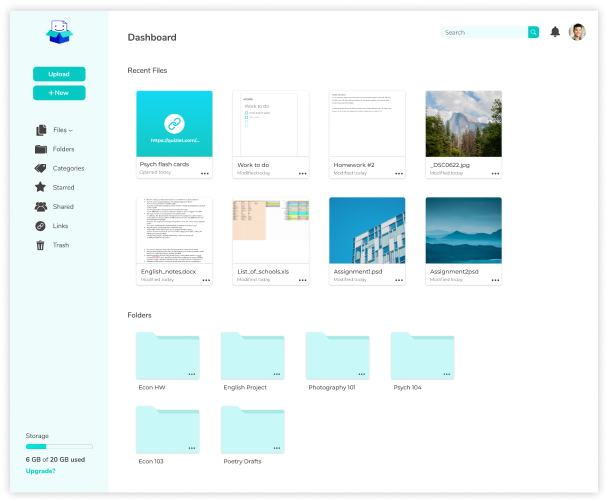 Dashboard
Search
Upload
+ New
Files
Folders
Categories
Starred
Shared
Links
Trash
Storage
6 GB of 20 GB used
Upgrade?
Recent Files
https://quizlet.com/...
Psych flash cards
Opened today
Work to do
Work to do
Modified today
Homework #2
Modified today
_DSC0622.jpg
Modified today
English_notes.docx
Modified today
List_of_schools.xls
Modified today
Assignment1.psd
Modified today
Assignment2psd
Modified today
Folders
Econ HW
English Project
Photography 101
Psych 104
Econ 103
Poetry Drafts